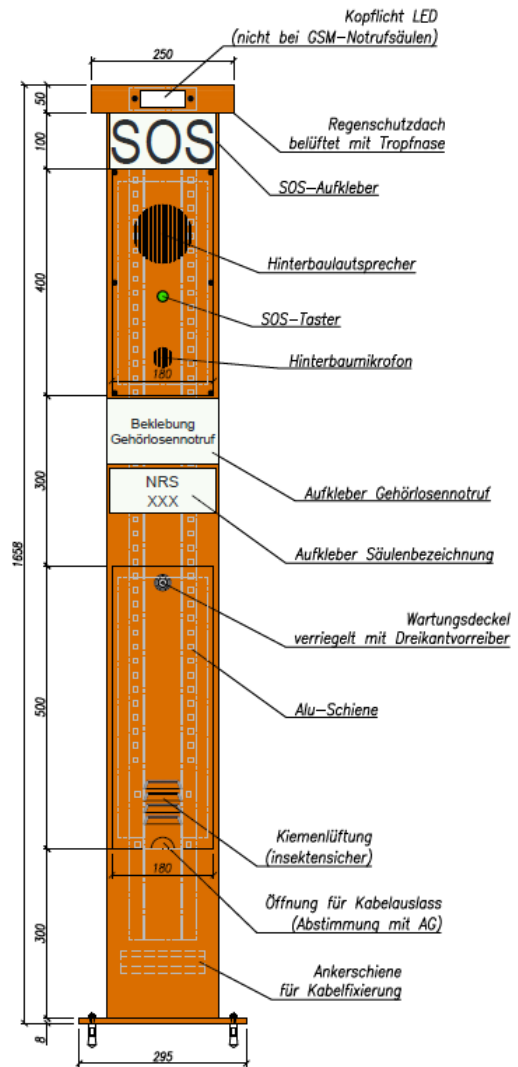 Kopflicht LED
(nicht bei GSM-Notrufsäulen)
250
50
Regenschutzdach
belüftet mit Tropfnase
100
SOS
SOS-Aufkleber
400
Hinterbaulautsprecher
SOS-Taster
Hinterbaumikrofon
180
Beklebung
Gehörlosennotruf
300
NRS
XXX
Aufkleber Gehörlosennotruf
1658
Aufkleber Säulenbezeichnung
Wartungsdeckel
verriegelt mit Dreikantvorreiber
500
Alu-Schiene
Kiemenlüftung
(insektensicher)
180
Öffnung für Kabelauslass
(Abstimmung mit AG)
300
Ankerschiene
für Kabelfixierung
8
295